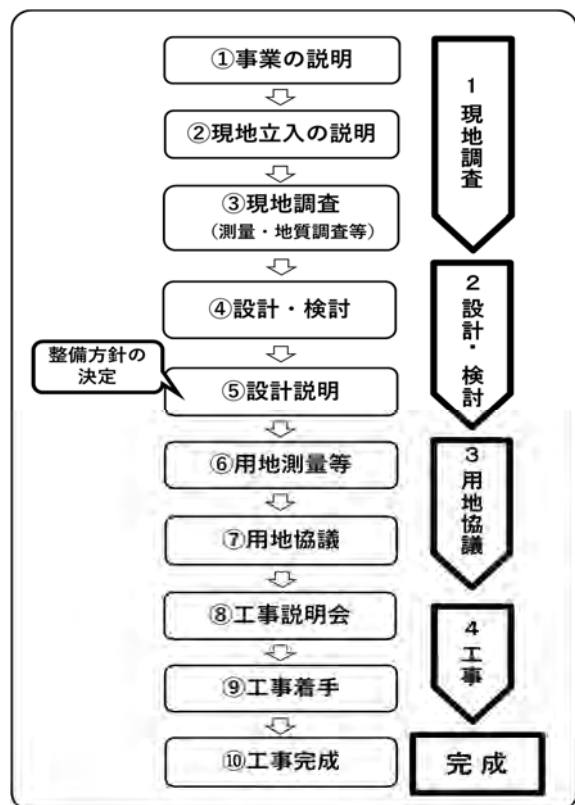 ①事業の説明
②現地立入の説明
③現地調査
(測量・地質調査等)
④設計・検討
整備方針の
決定
⑤設計説明
⑥用地測量等
⑦用地協議
⑧工事説明会
⑨工事着手
⑩工事完成
1 現地調査
2 設計・検討
3 用地協議
4 工事
完成